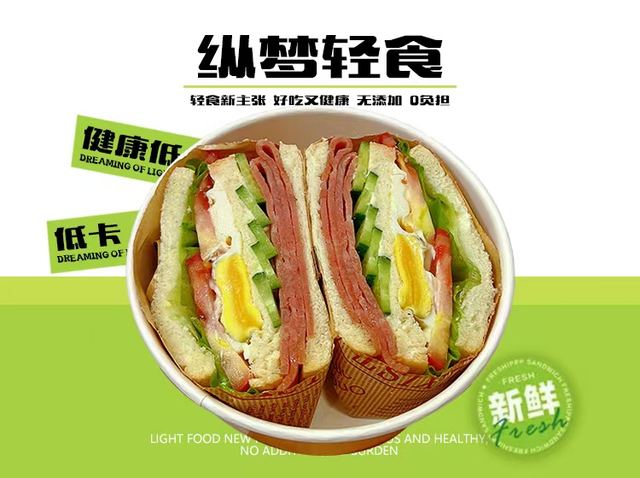 纵梦轻食
轻食新主张 好吃又健康 无添加 0负担
健康低
DREAMING OF LIG
低卡
DREAMING OF
FRESH
新鲜
Fresh
LIGHT FOOD NEW
S AND HEALTHY,
NO ADD
URDEN